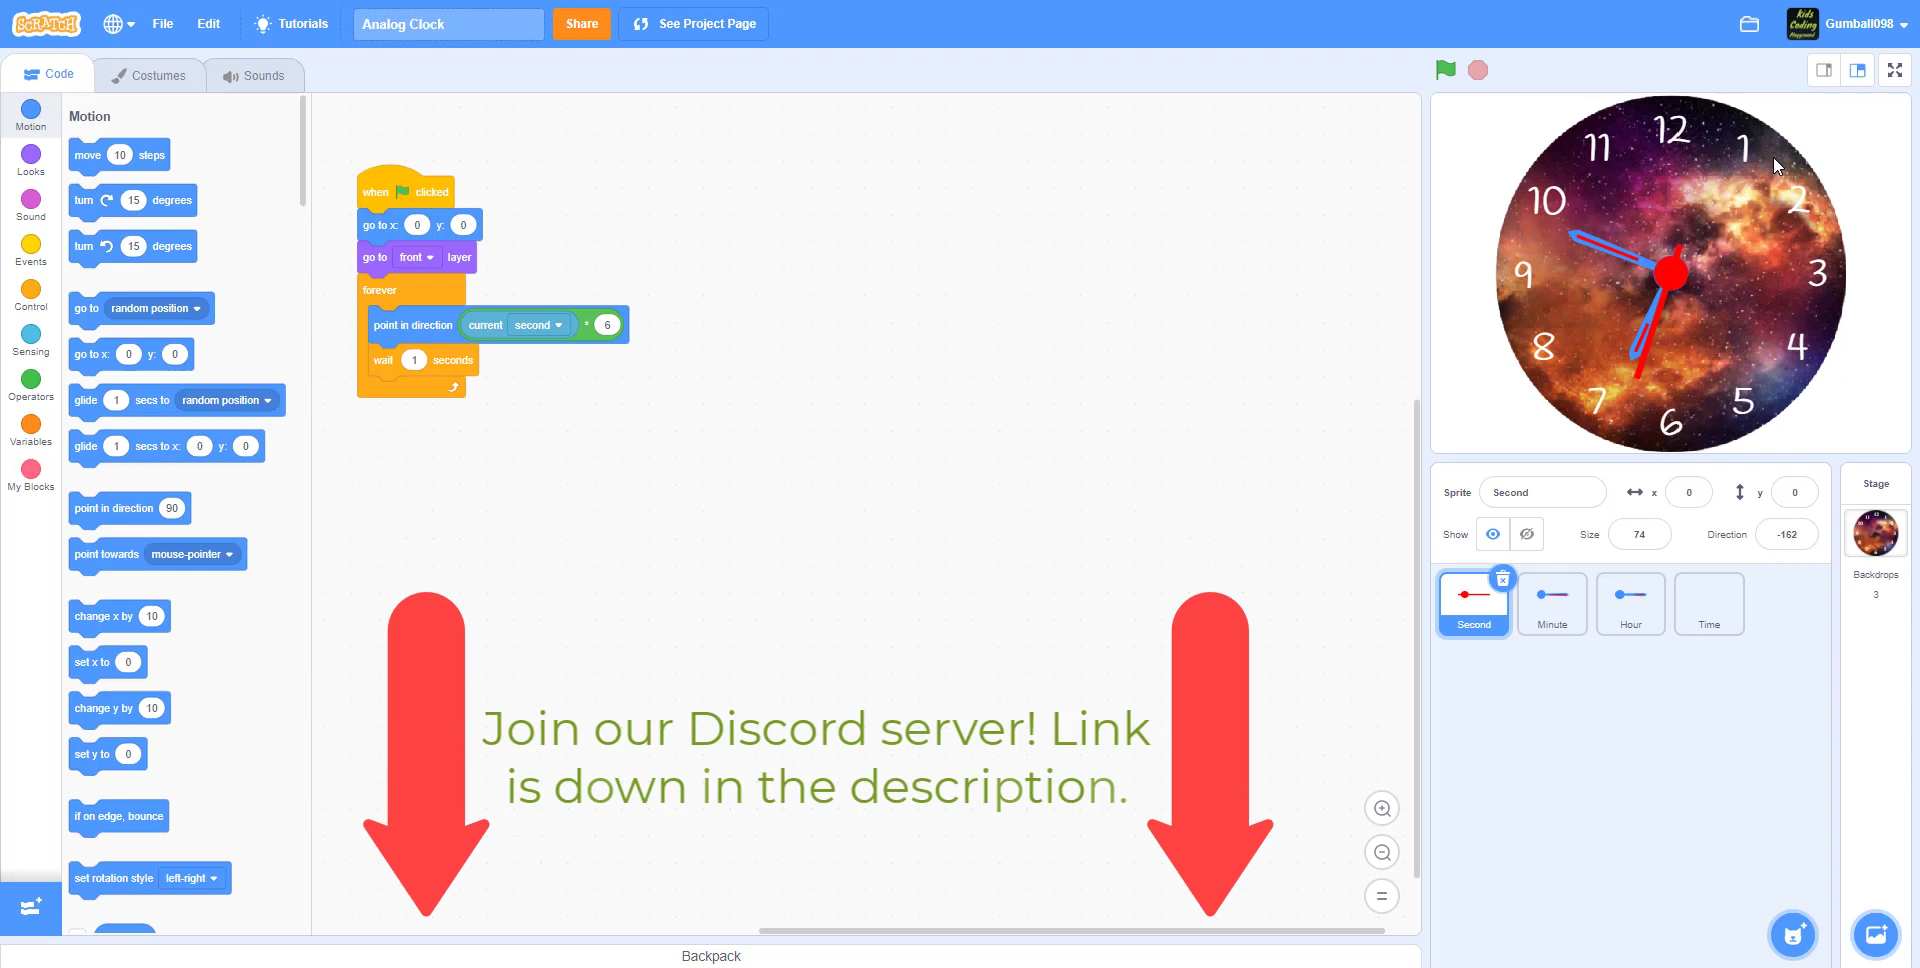 SCRATCH
File
Edit
Tutorials
Analog Clock
Share
See Project Page
Kids
Coding
Playground
Gumball098
Code
Costumes
Sounds
Motion
Looks
Sound
Events
Control
Sensing
Operators
Variables
My Blocks
Motion
move 10 steps
turn 15 degrees
turn 15 degrees
go to random position
go to x: 0 y: 0
glide 1 secs to random position
glide 1 secs to x: 0 y: 0
point in direction 90
point towards mouse-pointer
change x by 10
set x to 0
change y by 10
set y to 0
if on edge, bounce
set rotation style left-right
when clicked
go to x: 0 y: 0
go to front layer
forever
point in direction current second * 6
wait 1 seconds
Join our Discord server! Link
is down in the description.
=
Backpack
12
1
2
3
4
5
6
7
8
9
10
11
Sprite Second x 0 y 0
Show Size 74 Direction -162
Second
Minute
Hour
Time
Stage
Backdrops
3